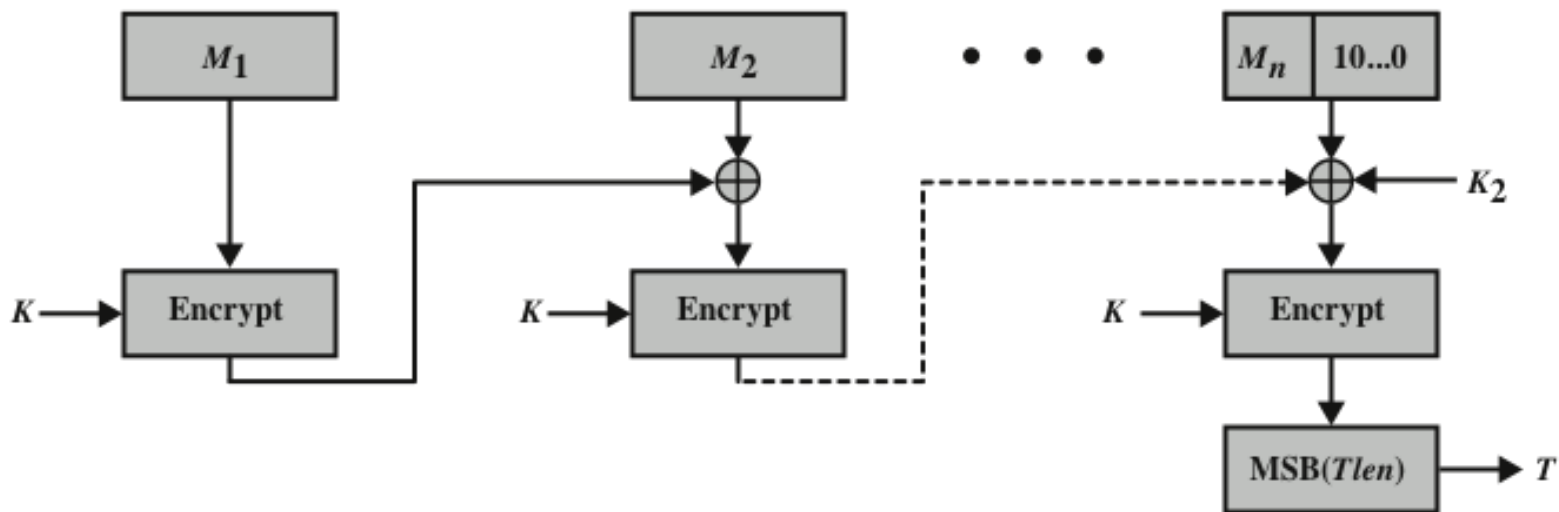 M1
M2
• • •
Mn 10...0
K2
K Encrypt
K Encrypt
K Encrypt
MSB(Tlen)
T